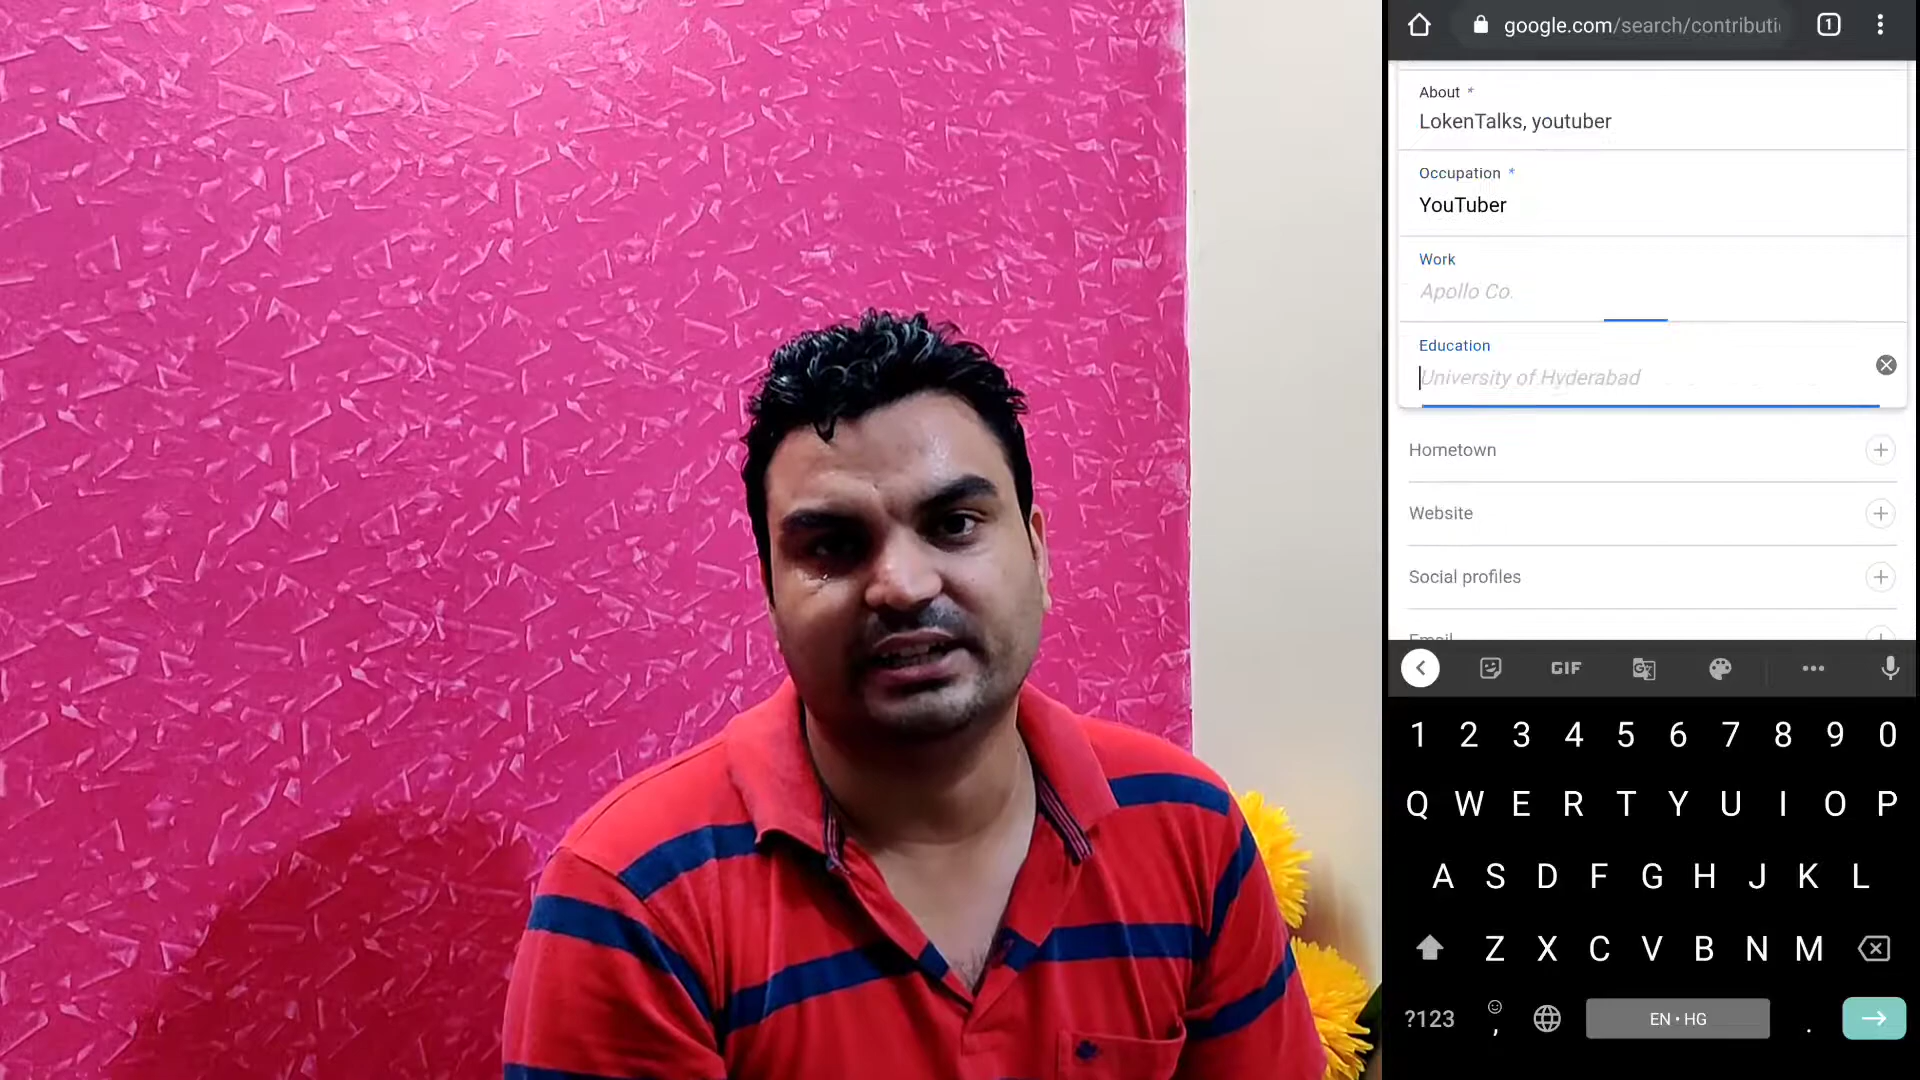 google.com/search/contributi
1
About *
LokenTalks, youtuber
Occupation *
YouTuber
Work
Apollo Co.
Education
University of Hyderabad
Hometown
Website
Social profiles
Email
GIF
1 2 3 4 5 6 7 8 9 0
Q W E R T Y U I O P
A S D F G H J K L
Z X C V B N M
?123 , EN • HG .